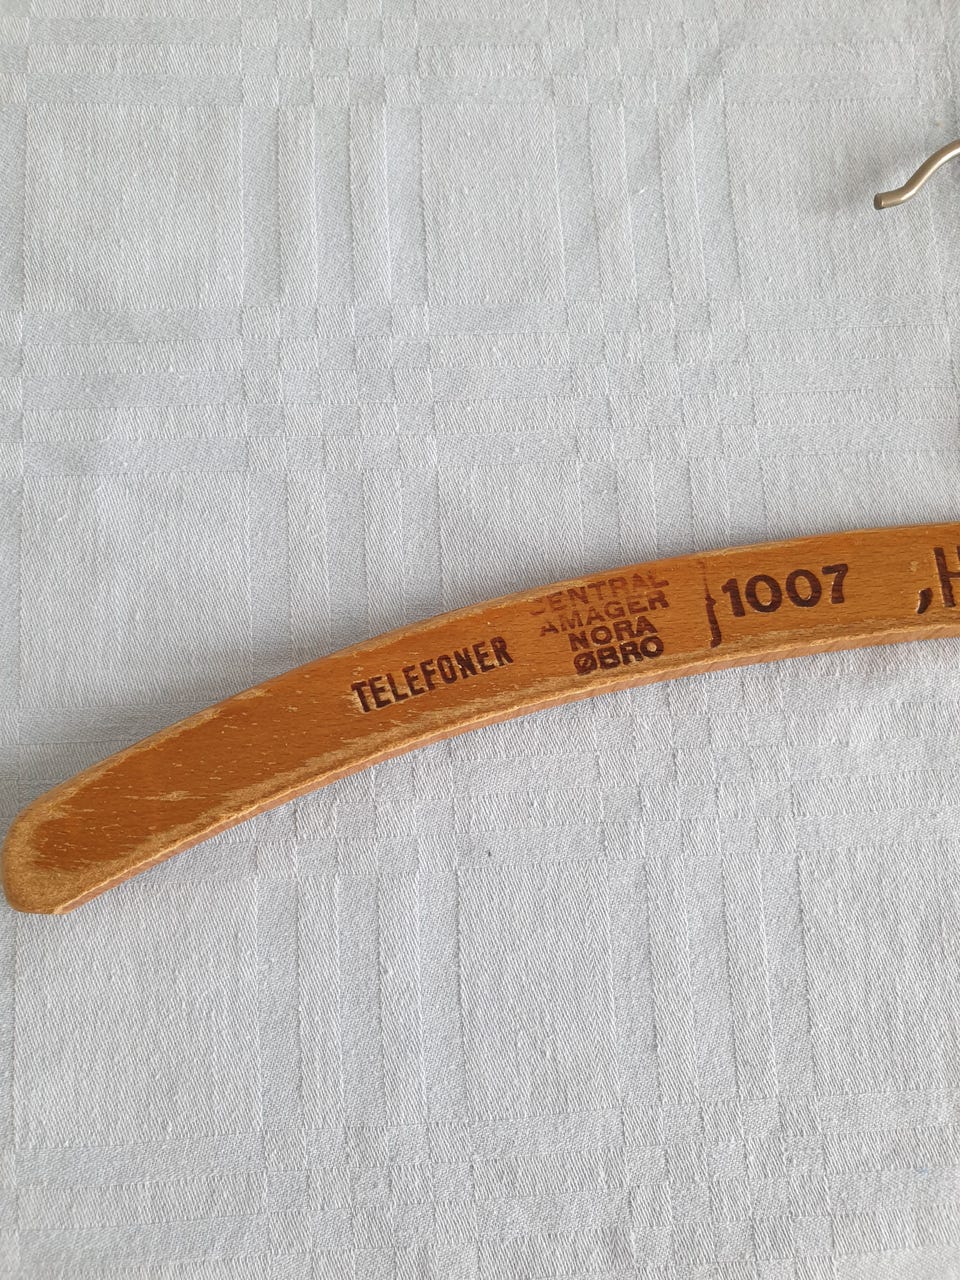 TELEFONER
CENTRAL
AMAGER
NORA
ØBRO
} 1007
„H